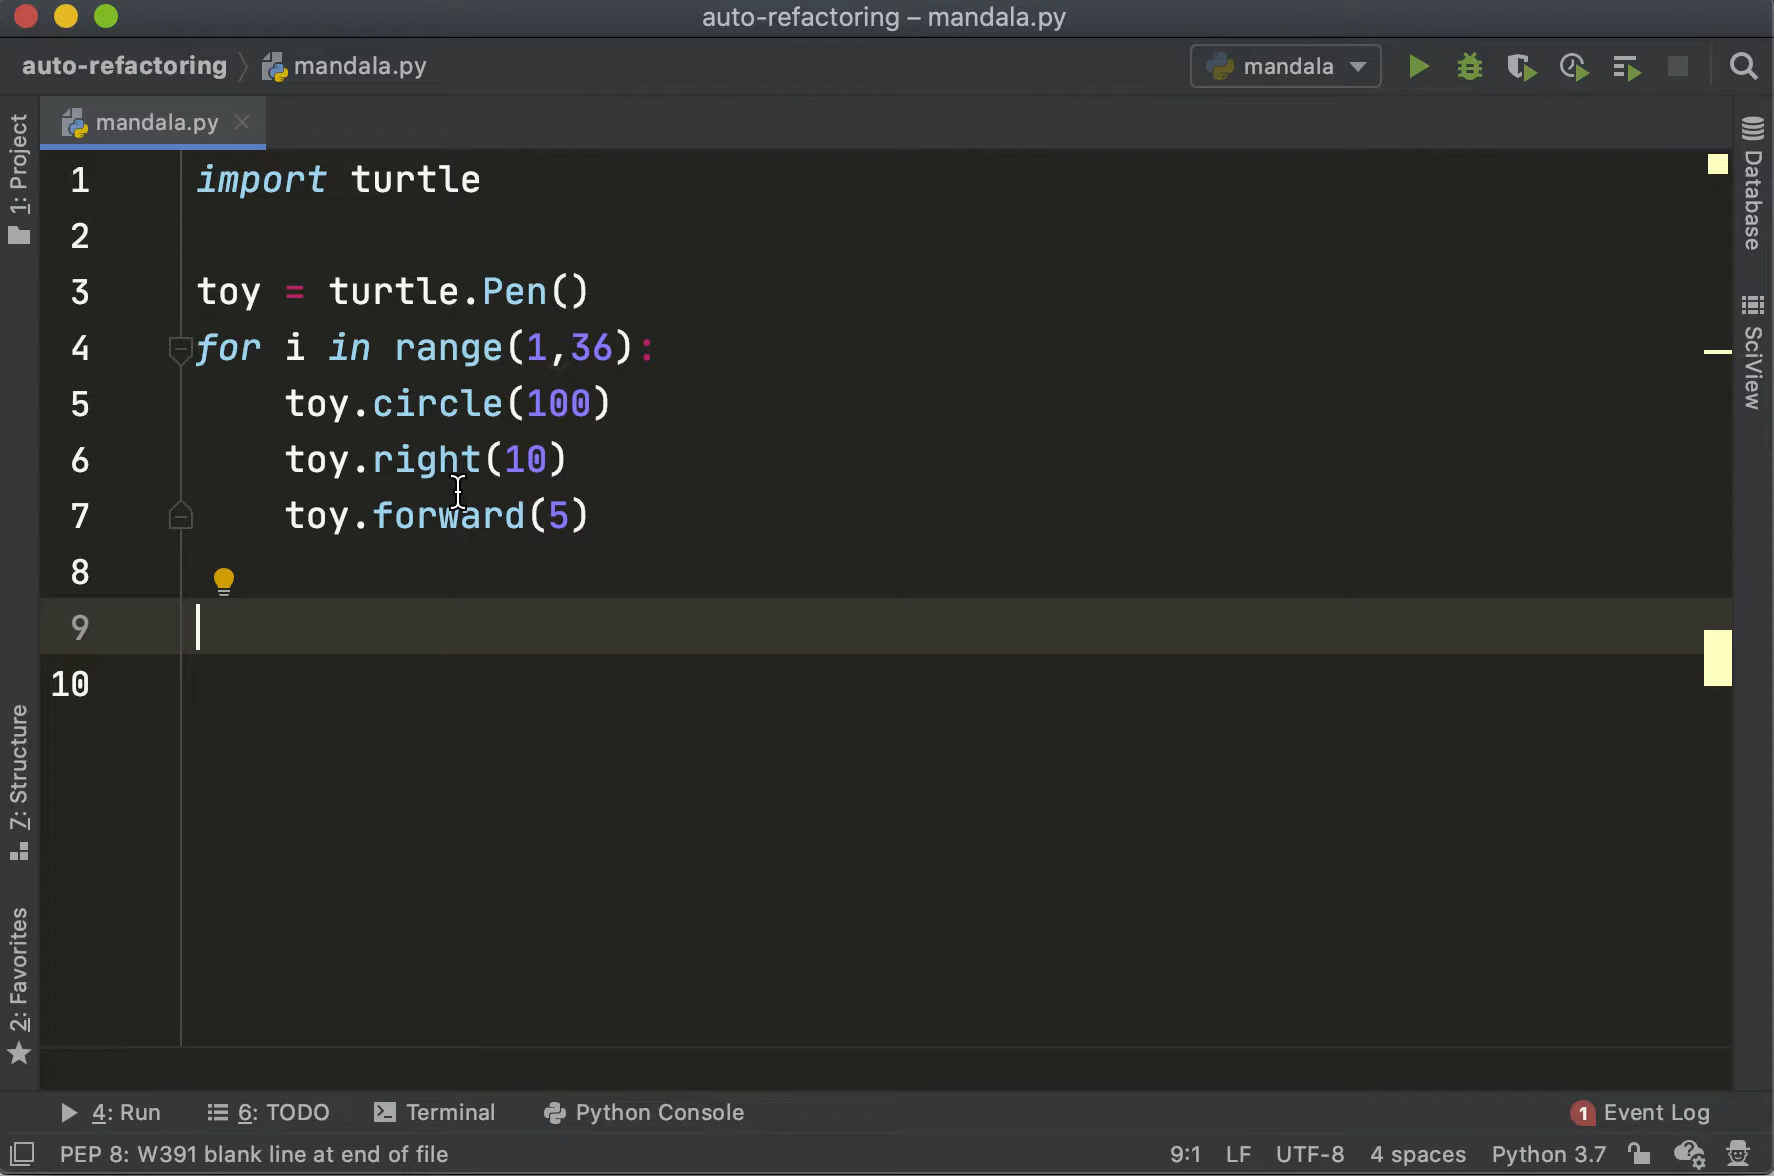 auto-refactoring – mandala.py
auto-refactoring mandala.py mandala
1: Project
mandala.py
Database
SciView
1 import turtle
2
3 toy = turtle.Pen()
4 for i in range(1,36):
5 toy.circle(100)
6 toy.right(10)
7 toy.forward(5)
8
9
10
7: Structure
2: Favorites
4: Run 6: TODO Terminal Python Console 1 Event Log
PEP 8: W391 blank line at end of file 9:1 LF UTF-8 4 spaces Python 3.7